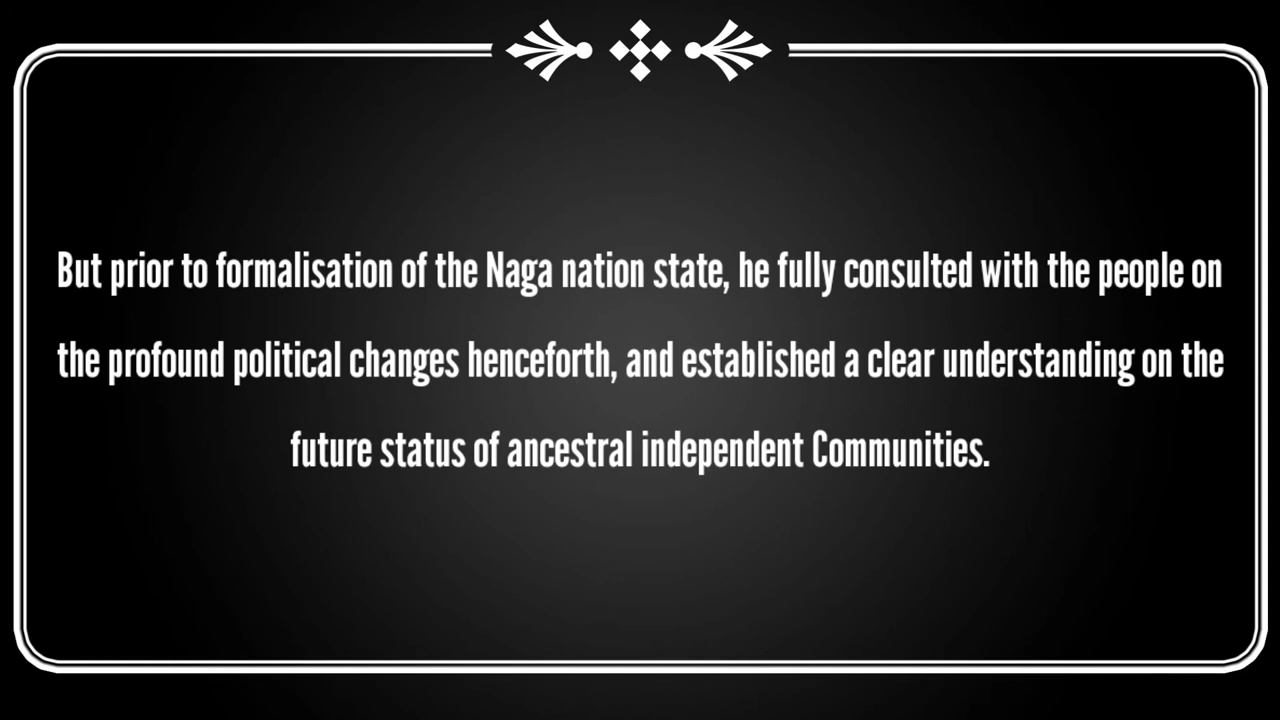 But prior to formalisation of the Naga nation state, he fully consulted with the people on
the profound political changes henceforth, and established a clear understanding on the
future status of ancestral independent Communities.